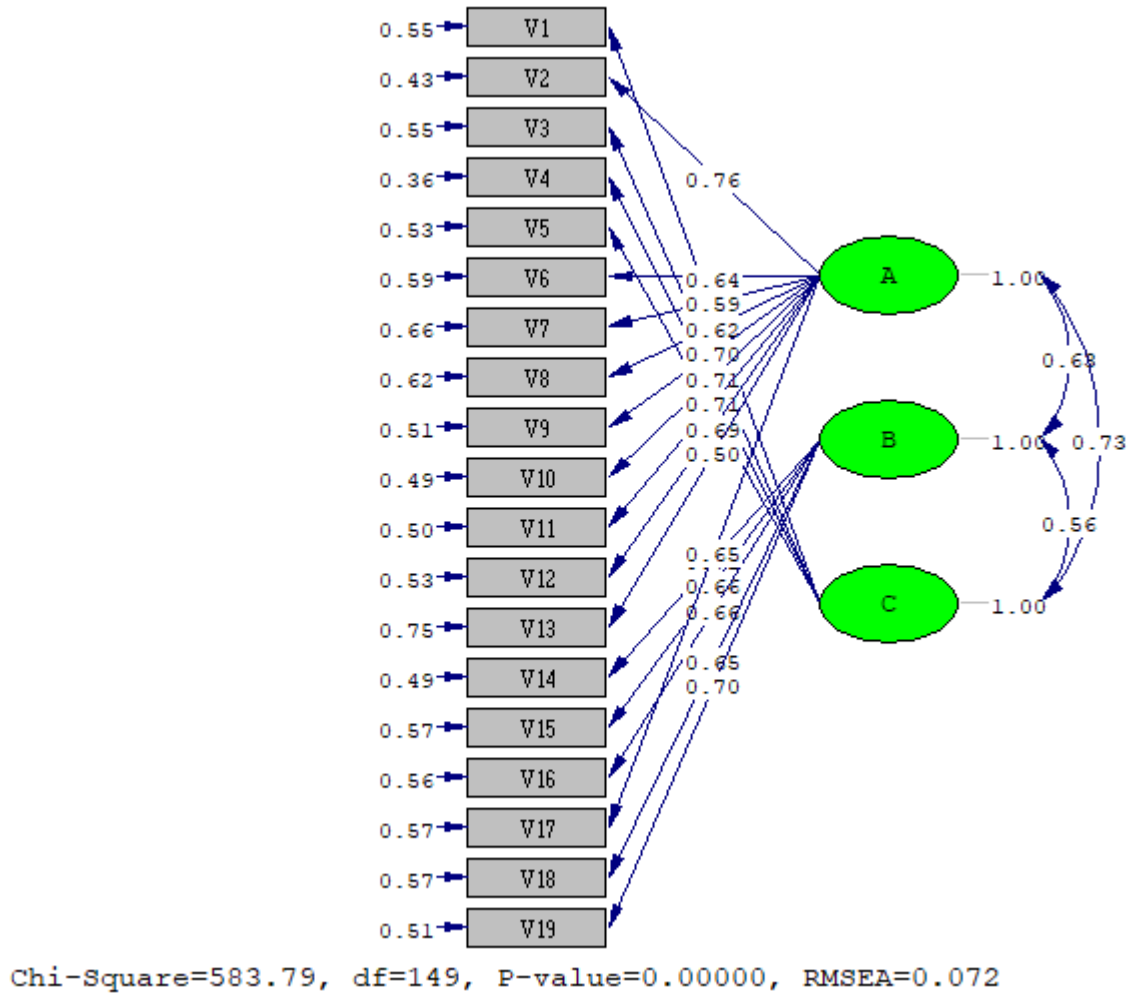 0.55 V1
0.43 V2
0.55 V3
0.36 V4 0.76
0.53 V5
0.59 V6 0.64 A 1.00
0.59
0.66 V7 0.62
0.70 0.63
0.62 V8 0.71
0.71
0.51 V9 0.69 B 1.00 0.73
0.50
0.49 V10
0.50 V11 0.56
0.65
0.53 V12 0.66
C 1.00
0.75 V13 0.66
0.49 V14 0.65
0.70
0.57 V15
0.56 V16
0.57 V17
0.57 V18
0.51 V19
Chi-Square=583.79, df=149, P-value=0.00000, RMSEA=0.072